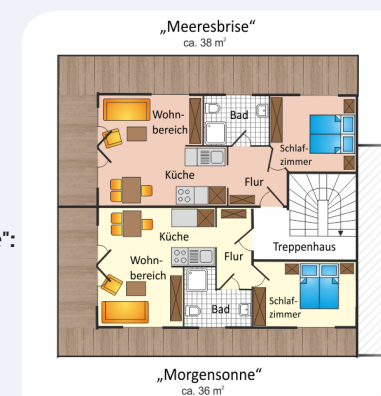 „Meeresbrise“
ca. 38 m²
Wohn-
bereich
Bad
Schlaf-
zimmer
Küche
Flur
Treppenhaus
Küche
Flur
Wohn-
bereich
Bad
Schlaf-
zimmer
„Morgensonne“
ca. 36 m²